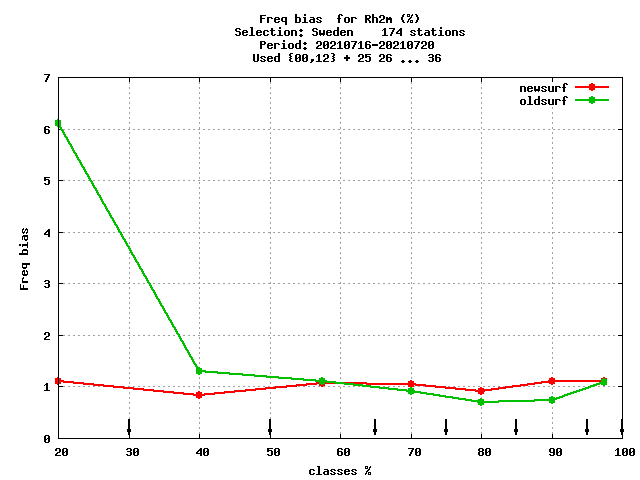 Freq bias  for Rh2m (%)
Selection: Sweden    174 stations
Period: 20210716-20210720
Used {00,12} + 25 26 ... 36
newsurf
oldsurf
7
6
5
4
3
2
1
0
Freq bias
20 30 40 50 60 70 80 90 100
classes %